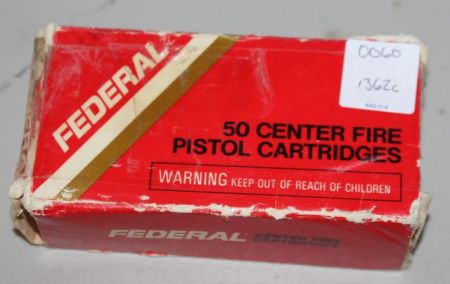 FEDERAL
0060
1362c
50 CENTER FIRE
PISTOL CARTRIDGES
WARNING KEEP OUT OF REACH OF CHILDREN
FEDERAL CENTER FIRE
CARTRIDGES